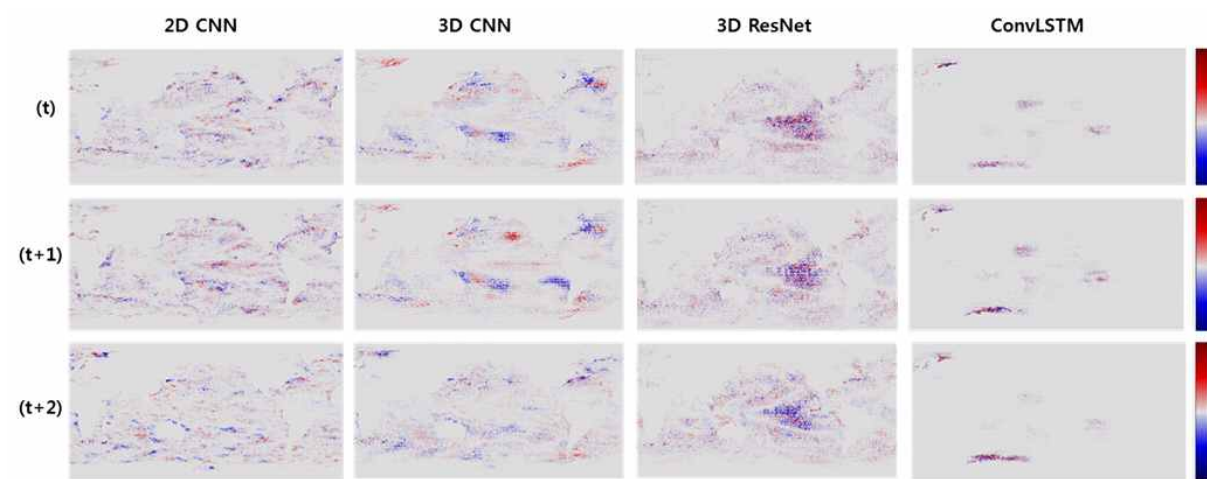 2D CNN 3D CNN 3D ResNet ConvLSTM
(t)
(t+1)
(t+2)